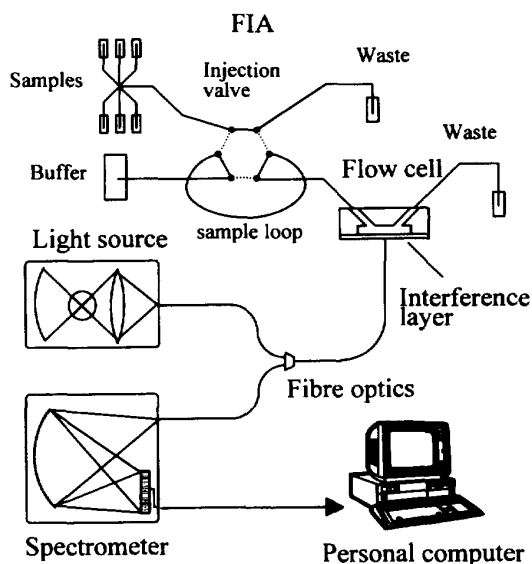 FIA
Waste
Samples
Injection
valve
Waste
Buffer
Flow cell
sample loop
Light source
Interference
layer
Fibre optics
Spectrometer
Personal computer